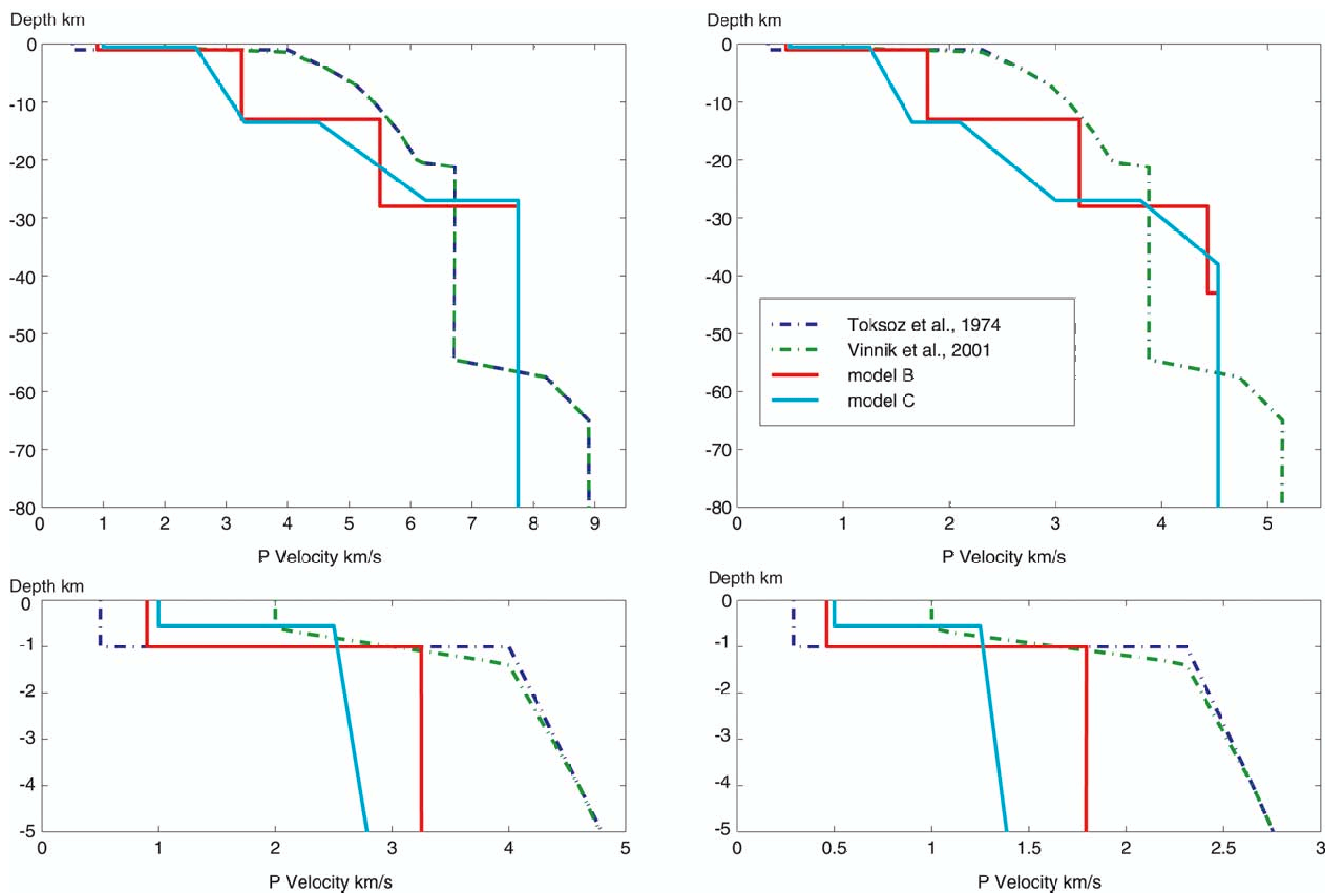 Depth km
0
-10
-20
-30
-40
-50
-60
-70
-80
0 1 2 3 4 5 6 7 8 9
P Velocity km/s
Depth km
0
-10
-20
-30
-40
-50
-60
-70
-80
0 1 2 3 4 5
P Velocity km/s
Toksoz et al., 1974
Vinnik et al., 2001
model B
model C
Depth km
0
-1
-2
-3
-4
-5
0 1 2 3 4 5
P Velocity km/s
Depth km
0
-1
-2
-3
-4
-5
0 0.5 1 1.5 2 2.5 3
P Velocity km/s